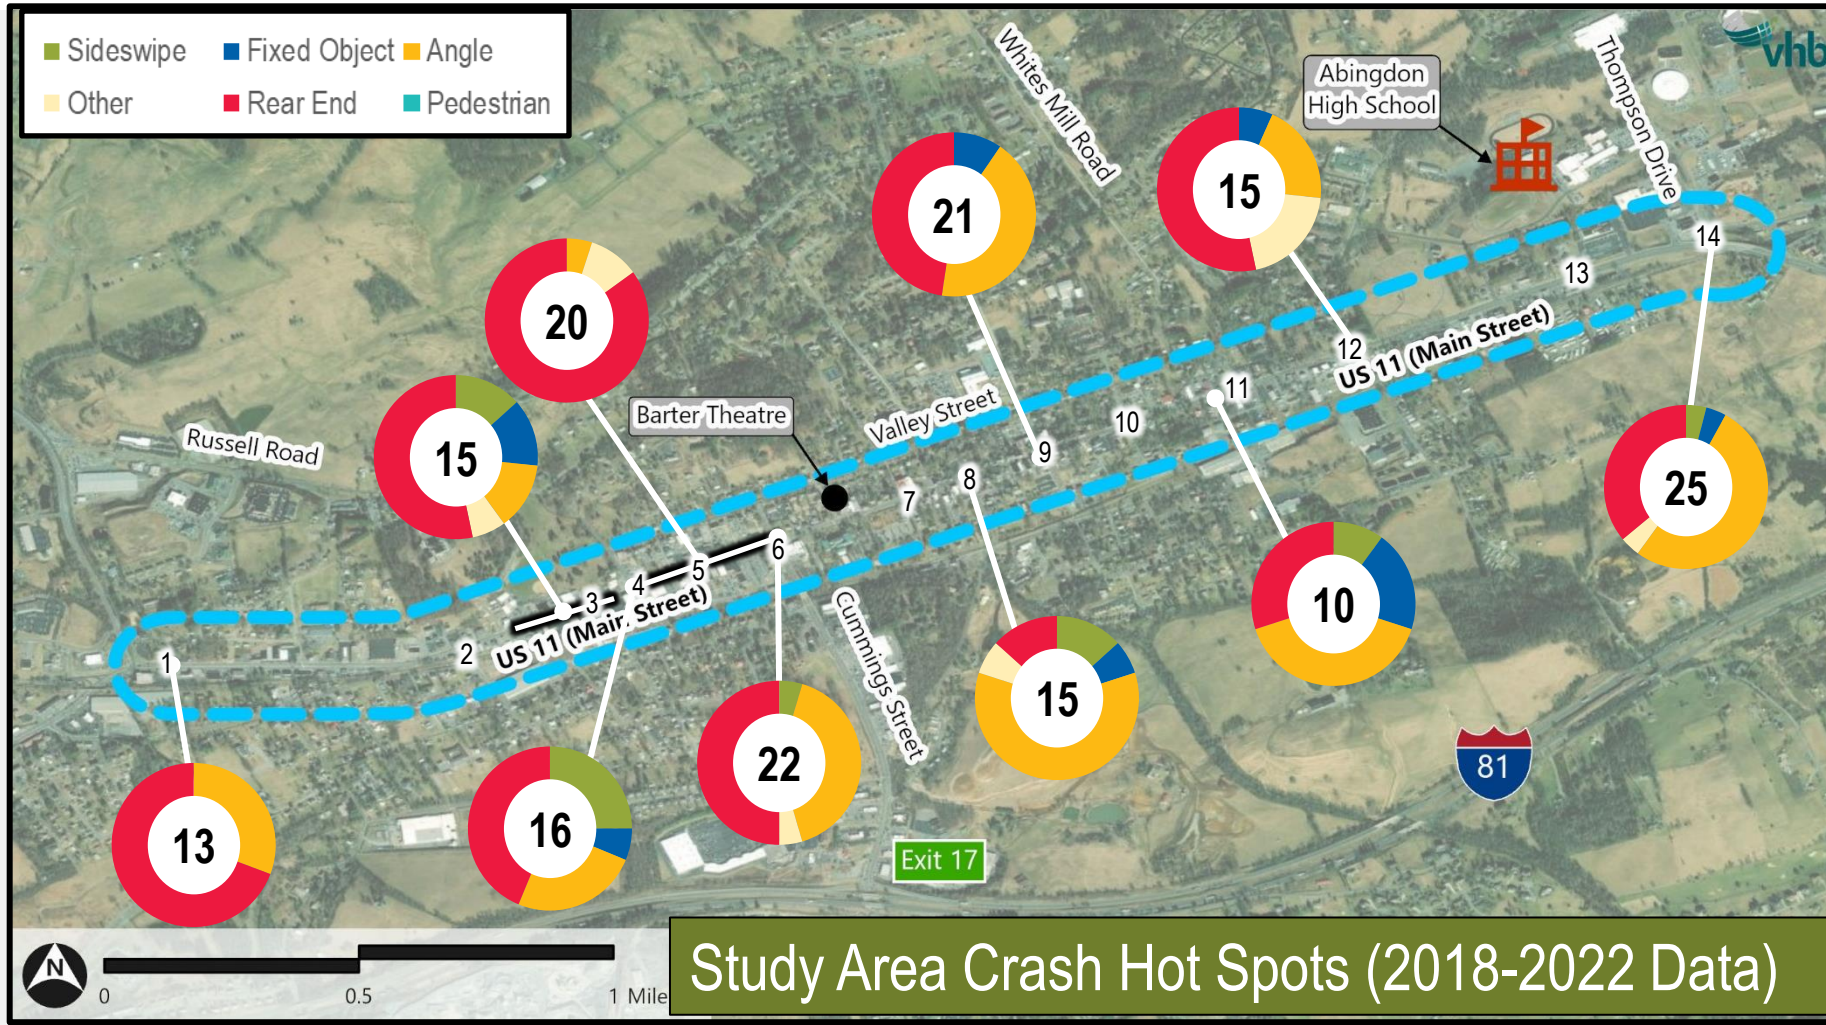 Sideswipe
Fixed Object
Angle
Other
Rear End
Pedestrian
Whites Mill Road
Abingdon
High School
Thompson Drive
vhb
21
15
14
13
20
12
US 11 (Main Street)
11
Barter Theatre
Valley Street
10
Russell Road
15
9
8
7
25
6
5
4
3
US 11 (Main Street)
2
1
Cummings Street
10
15
22
81
13
16
Exit 17
N
0
0.5
1 Mile
Study Area Crash Hot Spots (2018-2022 Data)